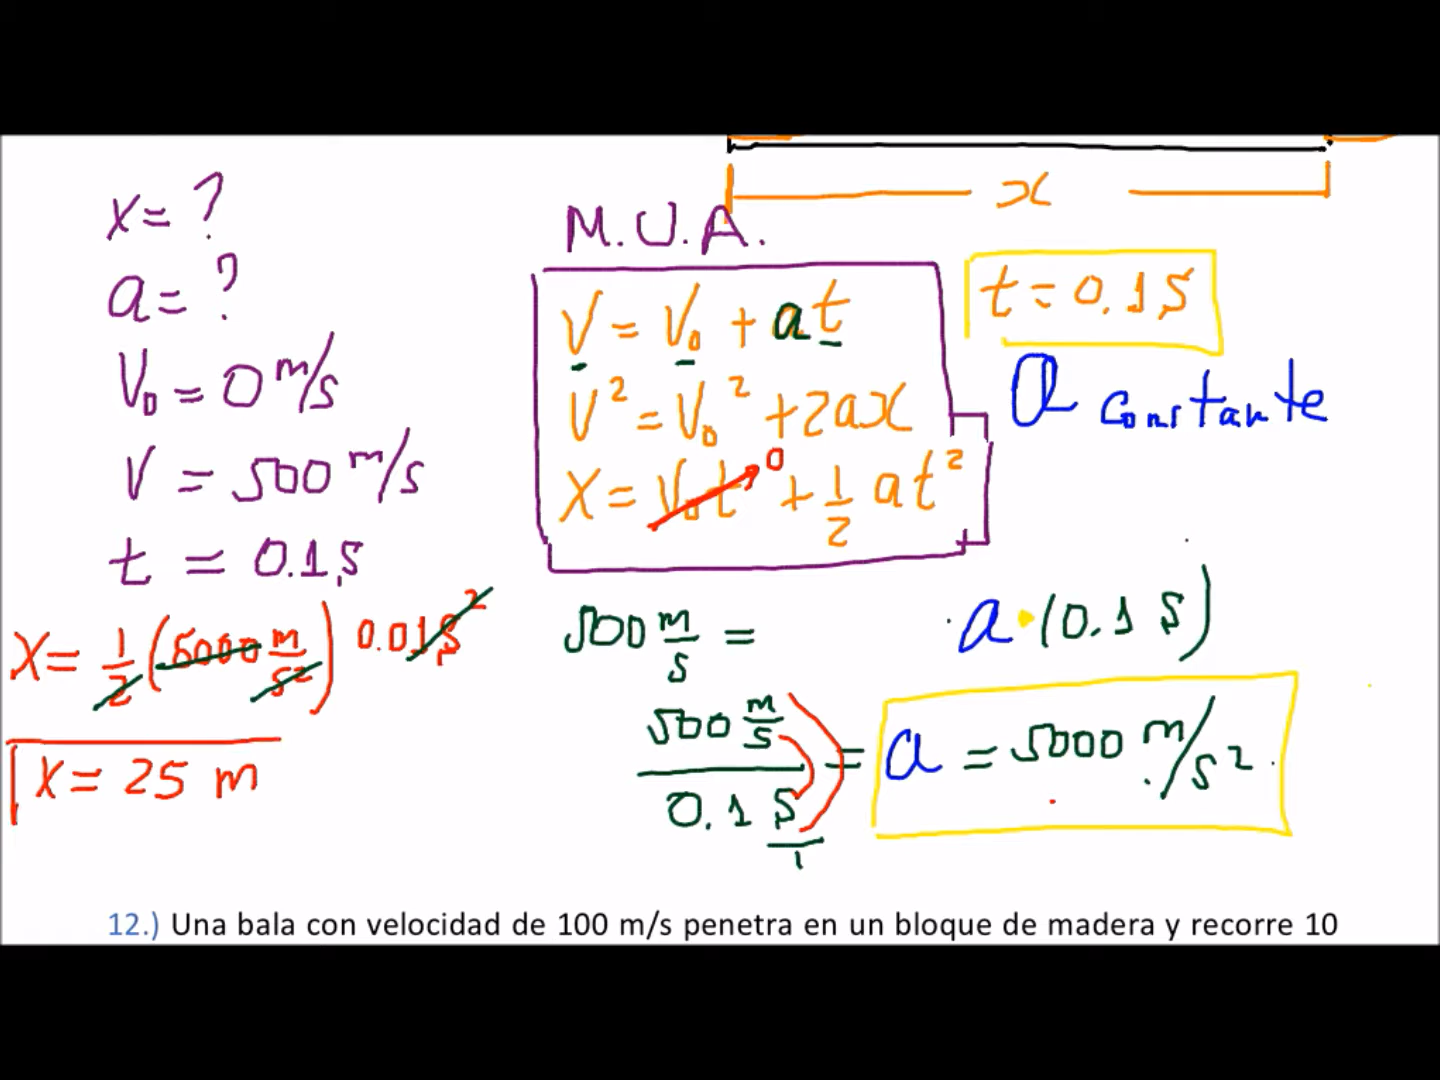 x
x = ?
M.U.A.
a = ?
t = 0.1 s
V = V₀ + at
V₀ = 0 m/s
a constante
V² = V₀² + 2ax
V = 500 m/s
X = V₀t 0 + 1/2 at²
t = 0.1 s
X = 1/2 (5000 m/s²) 0.01 s²
500 m/s = a · (0.1 s)
500 m/s / 0.1 s/1 = a = 5000 m/s²
X = 25 m
12.) Una bala con velocidad de 100 m/s penetra en un bloque de madera y recorre 10